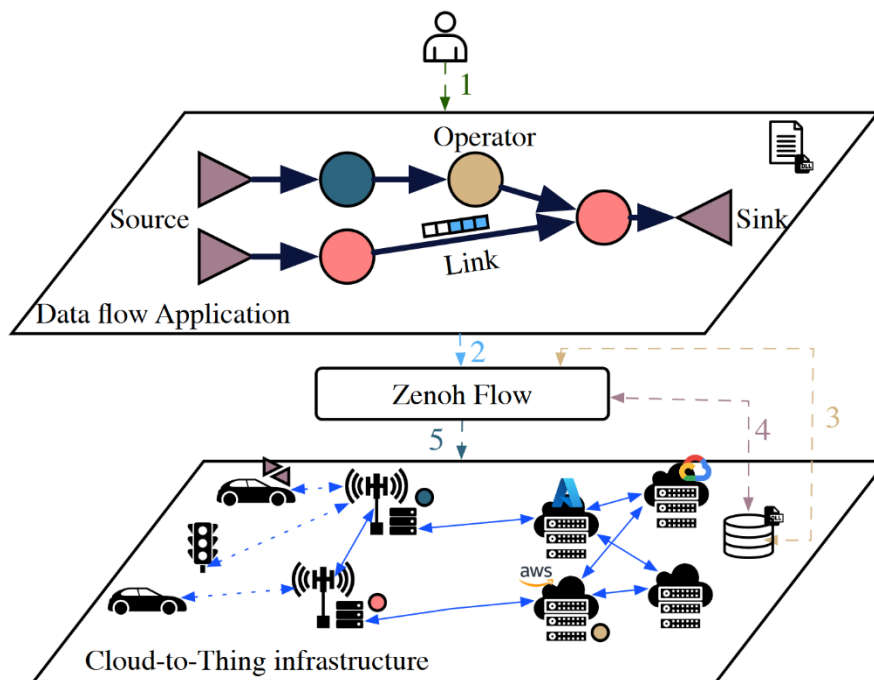 1
Operator
Source
Sink
Link
Data flow Application
2
Zenoh Flow
3
4
5
aws
Cloud-to-Thing infrastructure